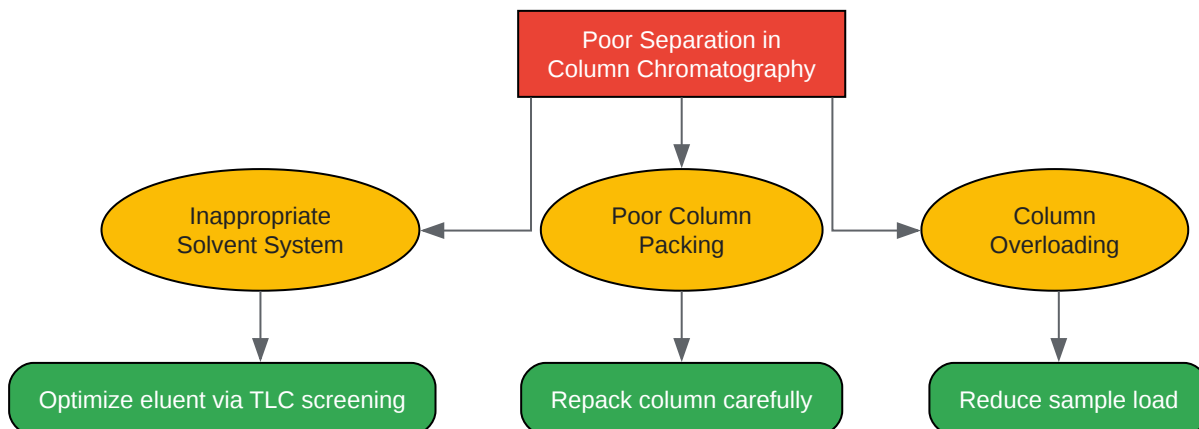 Poor Separation in
Column Chromatography
Inappropriate
Solvent System
Poor Column
Packing
Column
Overloading
Optimize eluent via TLC screening
Repack column carefully
Reduce sample load